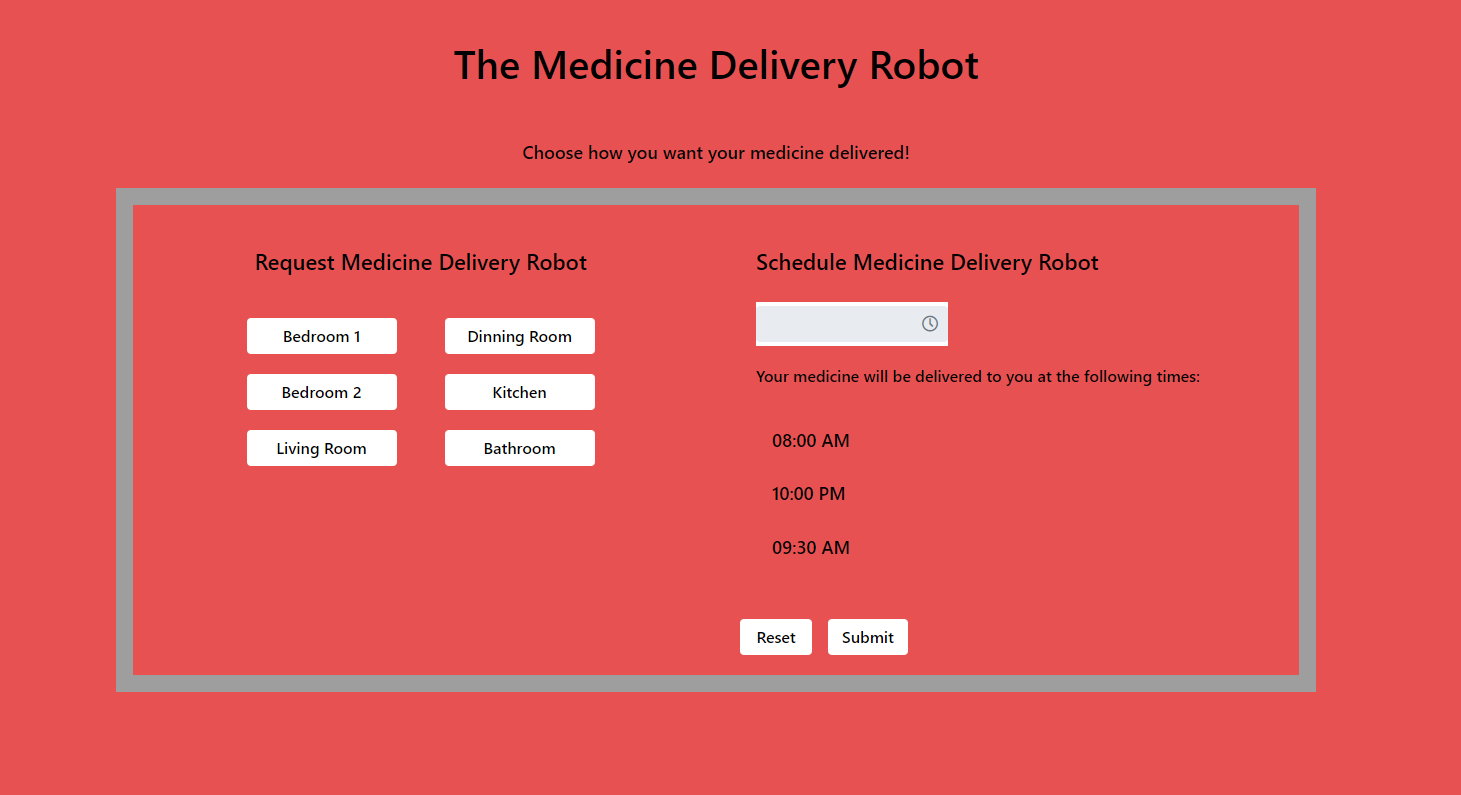 The Medicine Delivery Robot
Choose how you want your medicine delivered!
Request Medicine Delivery Robot
Bedroom 1
Dinning Room
Bedroom 2
Kitchen
Living Room
Bathroom
Schedule Medicine Delivery Robot
Your medicine will be delivered to you at the following times:
08:00 AM
10:00 PM
09:30 AM
Reset
Submit